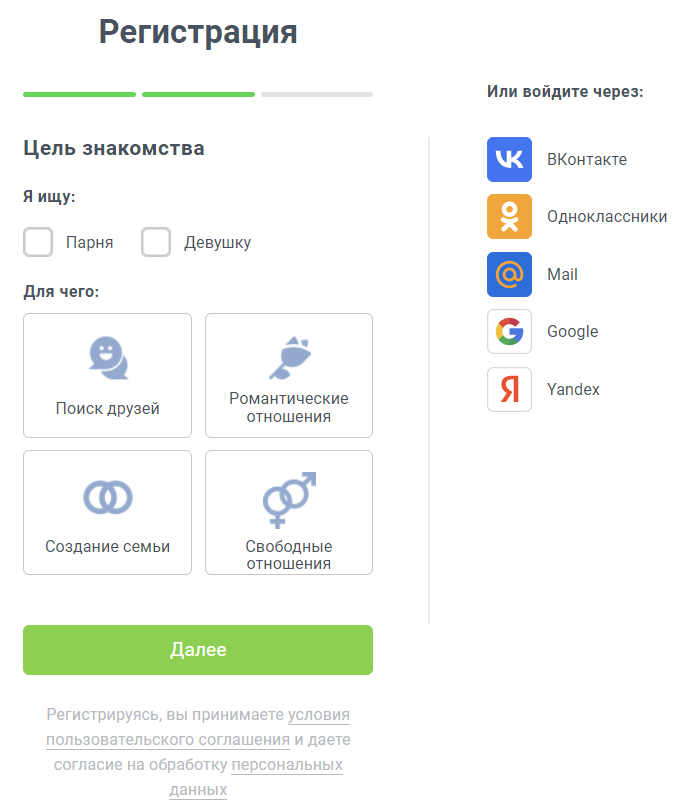 Регистрация
Цель знакомства
Я ищу:
Парня
Девушку
Для чего:
Поиск друзей
Романтические
отношения
Создание семьи
Свободные
отношения
Далее
Регистрируясь, вы принимаете условия
пользовательского соглашения и даете
согласие на обработку персональных
данных
Или войдите через:
ВКонтакте
Одноклассники
Mail
Google
Yandex